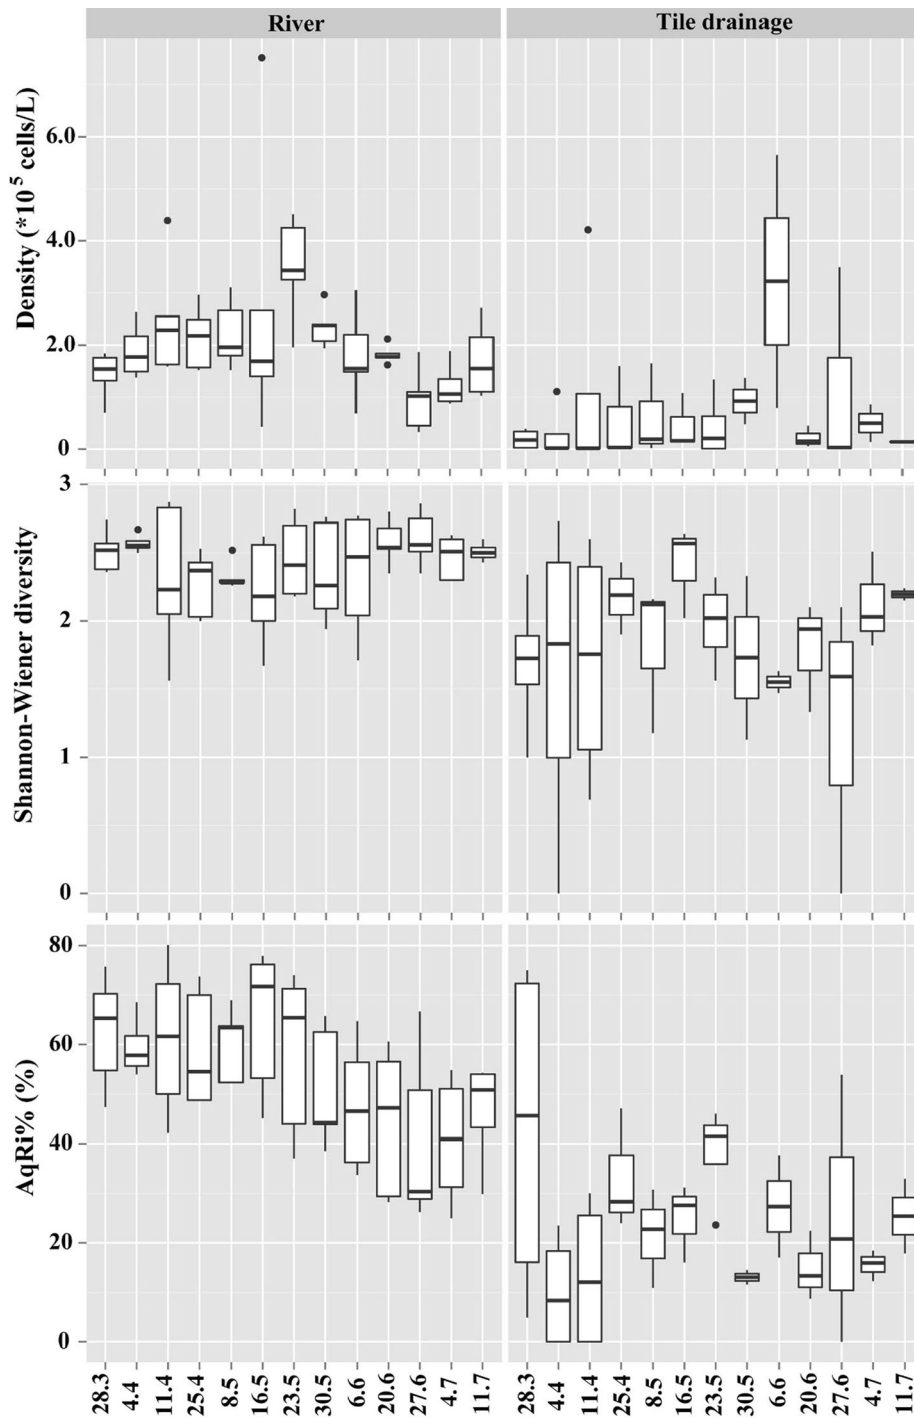 River Tile drainage
Density (*10⁵ cells/L)
6.0
4.0
2.0
0
Shannon-Wiener diversity
3
2
1
0
AqRi% (%)
80
60
40
20
0
28.3 4.4 11.4 25.4 8.5 16.5 23.5 30.5 6.6 20.6 27.6 4.7 11.7 28.3 4.4 11.4 25.4 8.5 16.5 23.5 30.5 6.6 20.6 27.6 4.7 11.7